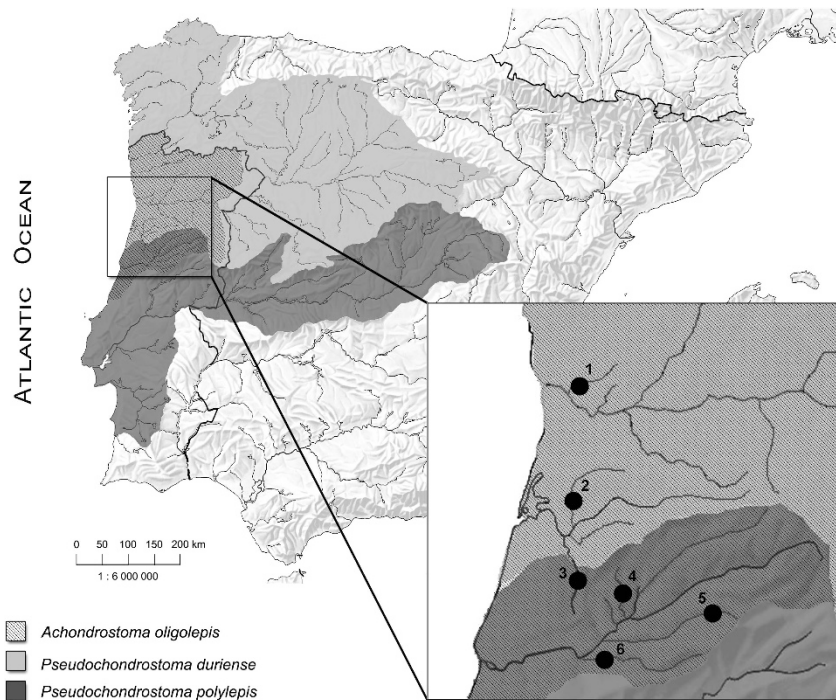 ATLANTIC OCEAN
1
2
3
4
5
6
0 50 100 150 200 km
1 : 6 000 000
Achondrostoma oligolepis
Pseudochondrostoma duriense
Pseudochondrostoma polylepis